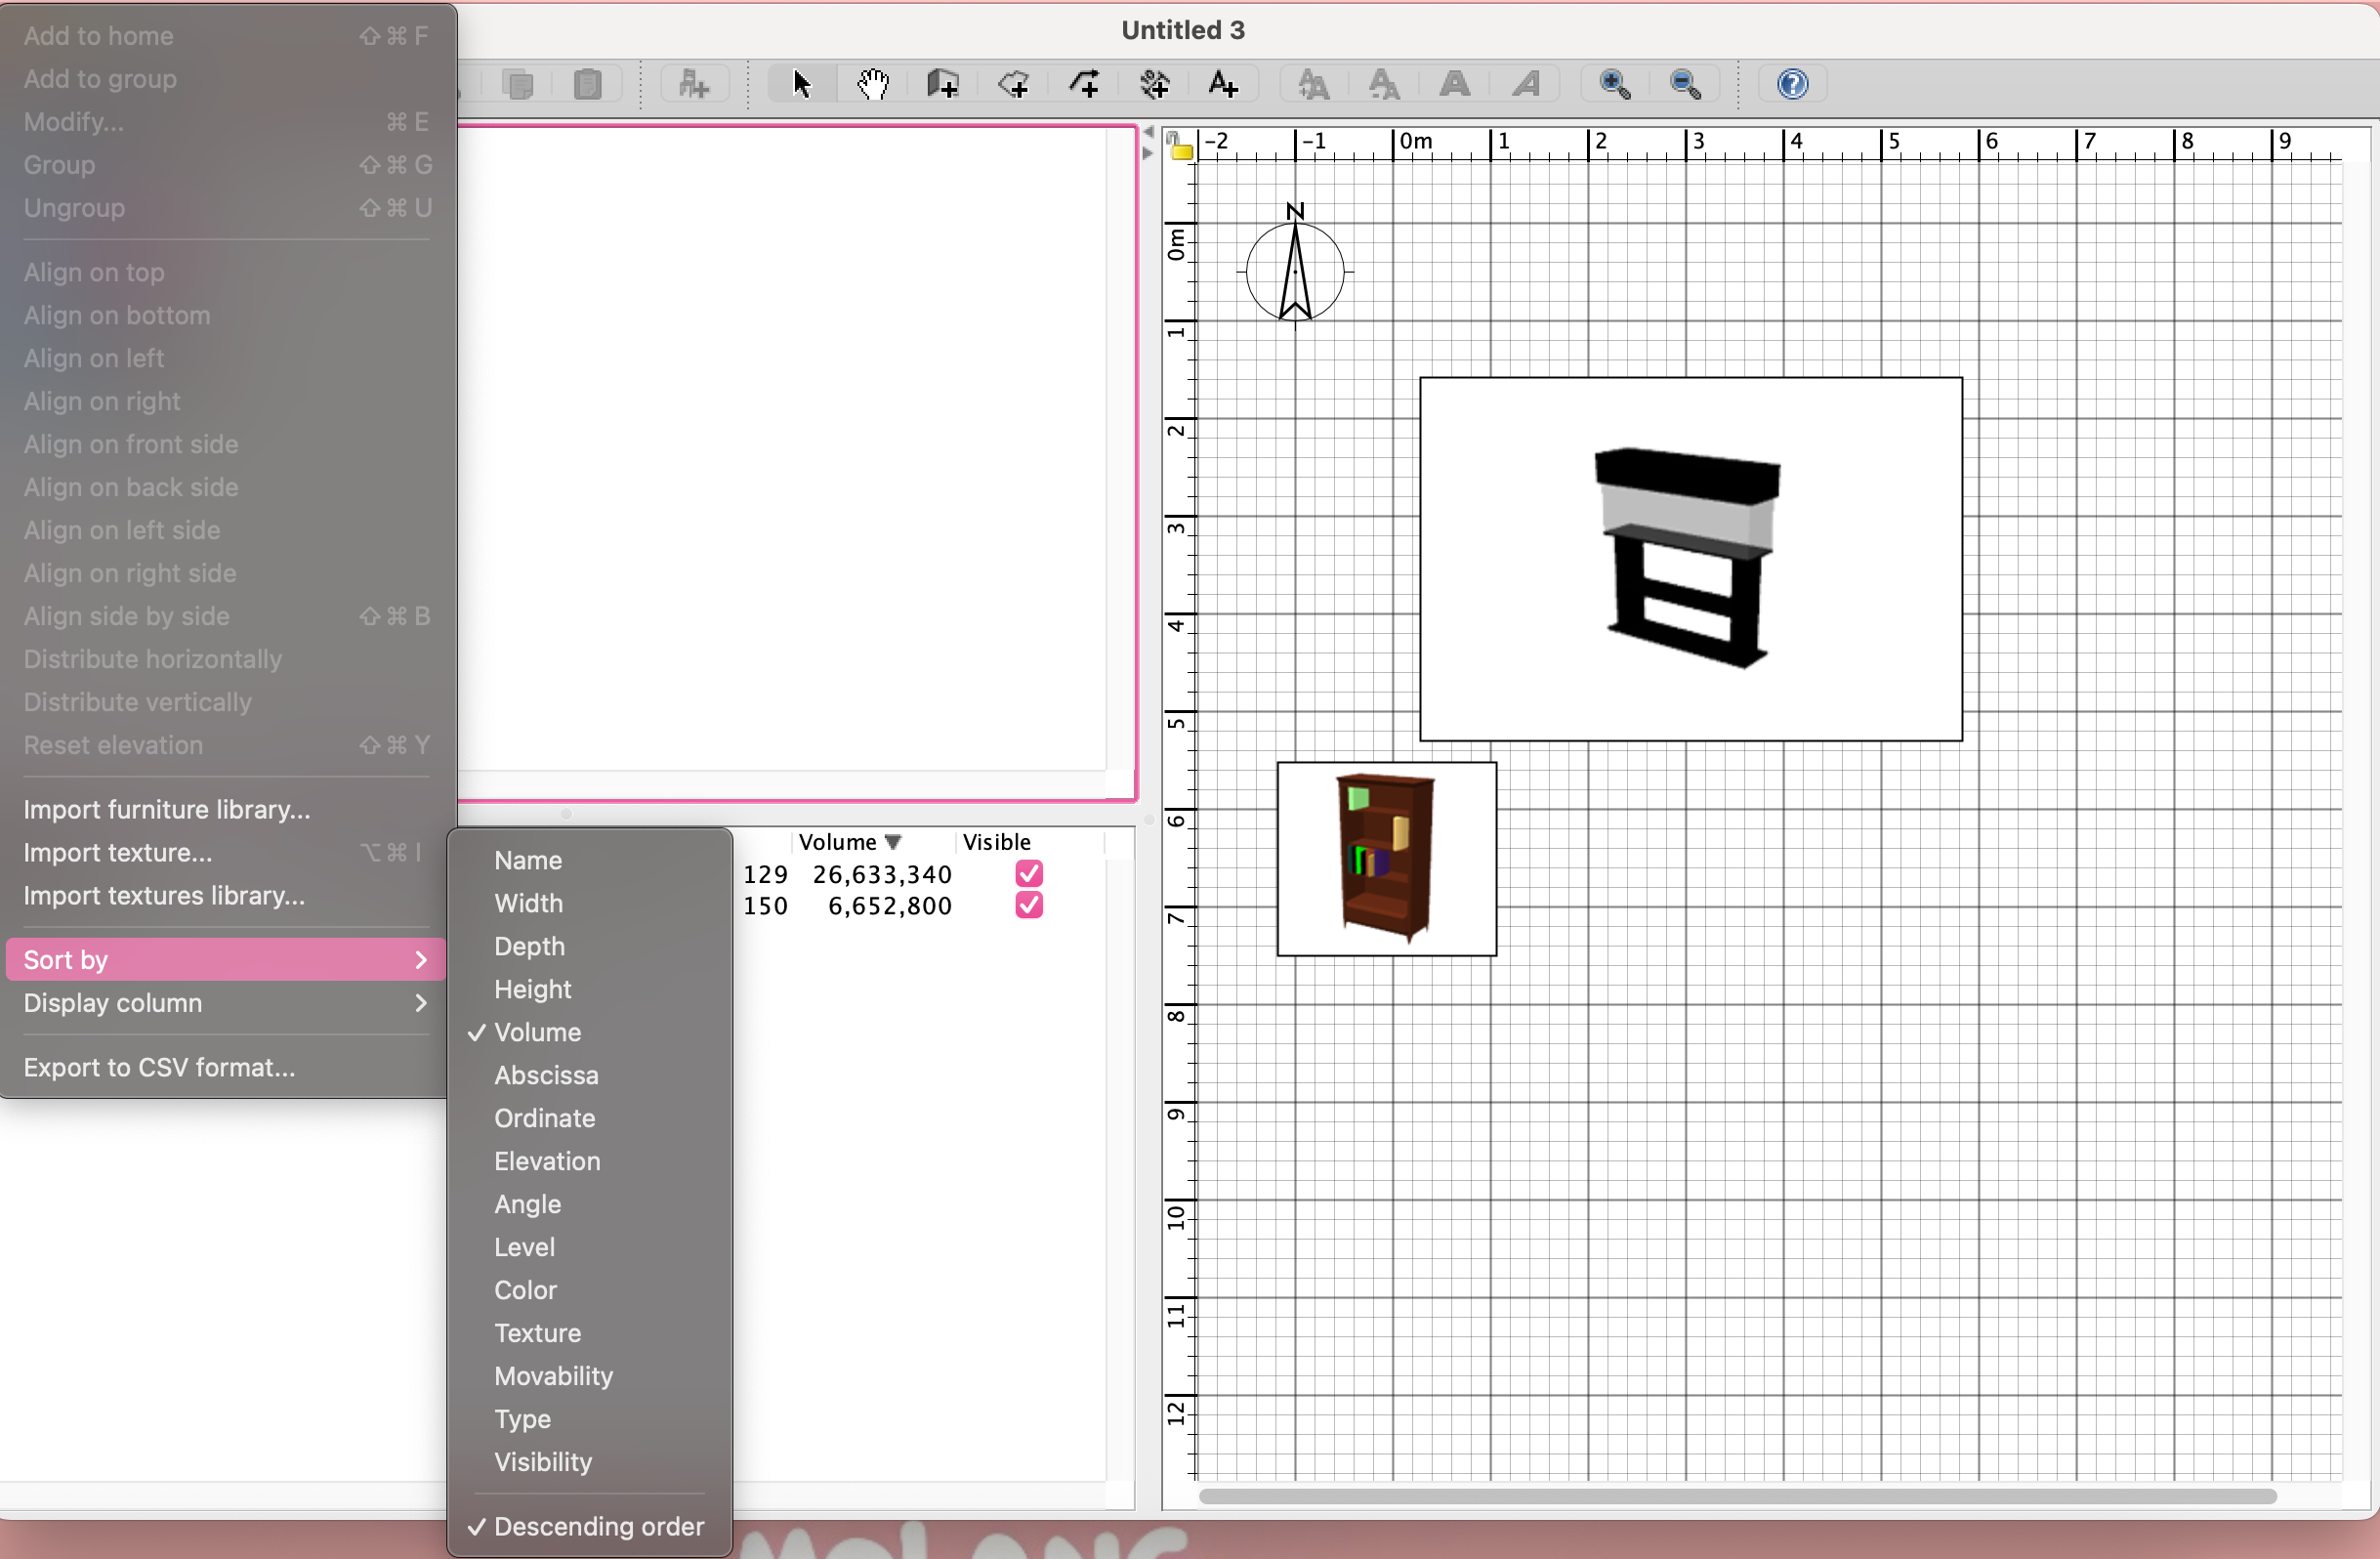 Untitled 3
Add to home ⇧⌘F
Add to group
Modify... ⌘E
Group ⇧⌘G
Ungroup ⇧⌘U
Align on top
Align on bottom
Align on left
Align on right
Align on front side
Align on back side
Align on left side
Align on right side
Align side by side ⇧⌘B
Distribute horizontally
Distribute vertically
Reset elevation ⇧⌘Y
Import furniture library...
Import texture... ⌥⌘I
Import textures library...
Sort by
Display column
Export to CSV format...
Name
Width
Depth
Height
✓ Volume
Abscissa
Ordinate
Elevation
Angle
Level
Color
Texture
Movability
Type
Visibility
✓ Descending order
Volume ▼ Visible
129 26,633,340
150 6,652,800
-2 -1 0m 1 2 3 4 5 6 7 8 9
0m
1
2
3
4
5
6
7
8
9
10
11
12
N
MOLANG